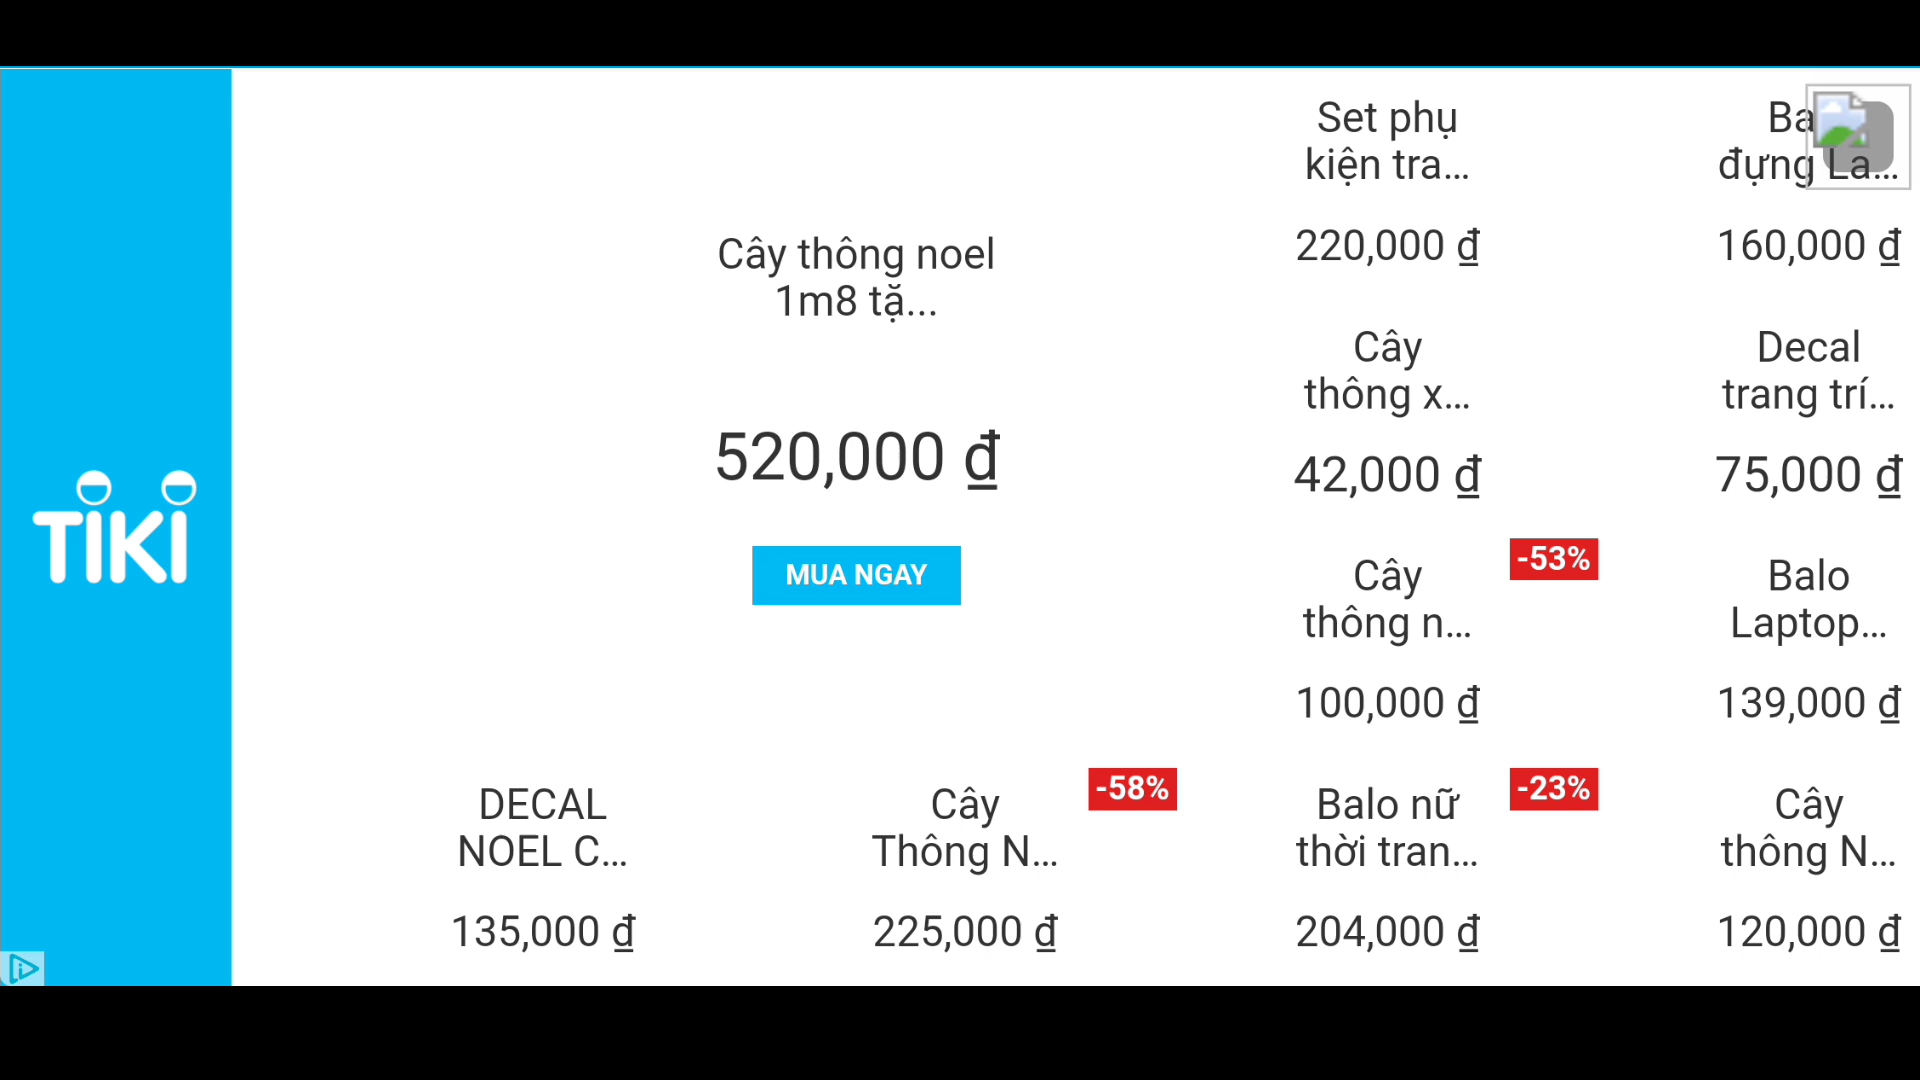 TIKI
Cây thông noel
1m8 tặ...
520,000 ₫
MUA NGAY
Set phụ
kiện tra...
220,000 ₫
đựng La...
160,000 ₫
Cây
thông x...
42,000 ₫
Decal
trang trí...
75,000 ₫
Cây
thông n...
100,000 ₫
-53%
Balo
Laptop...
139,000 ₫
DECAL
NOEL C...
135,000 ₫
Cây
Thông N...
225,000 ₫
-58%
Balo nữ
thời tran...
204,000 ₫
-23%
Cây
thông N...
120,000 ₫